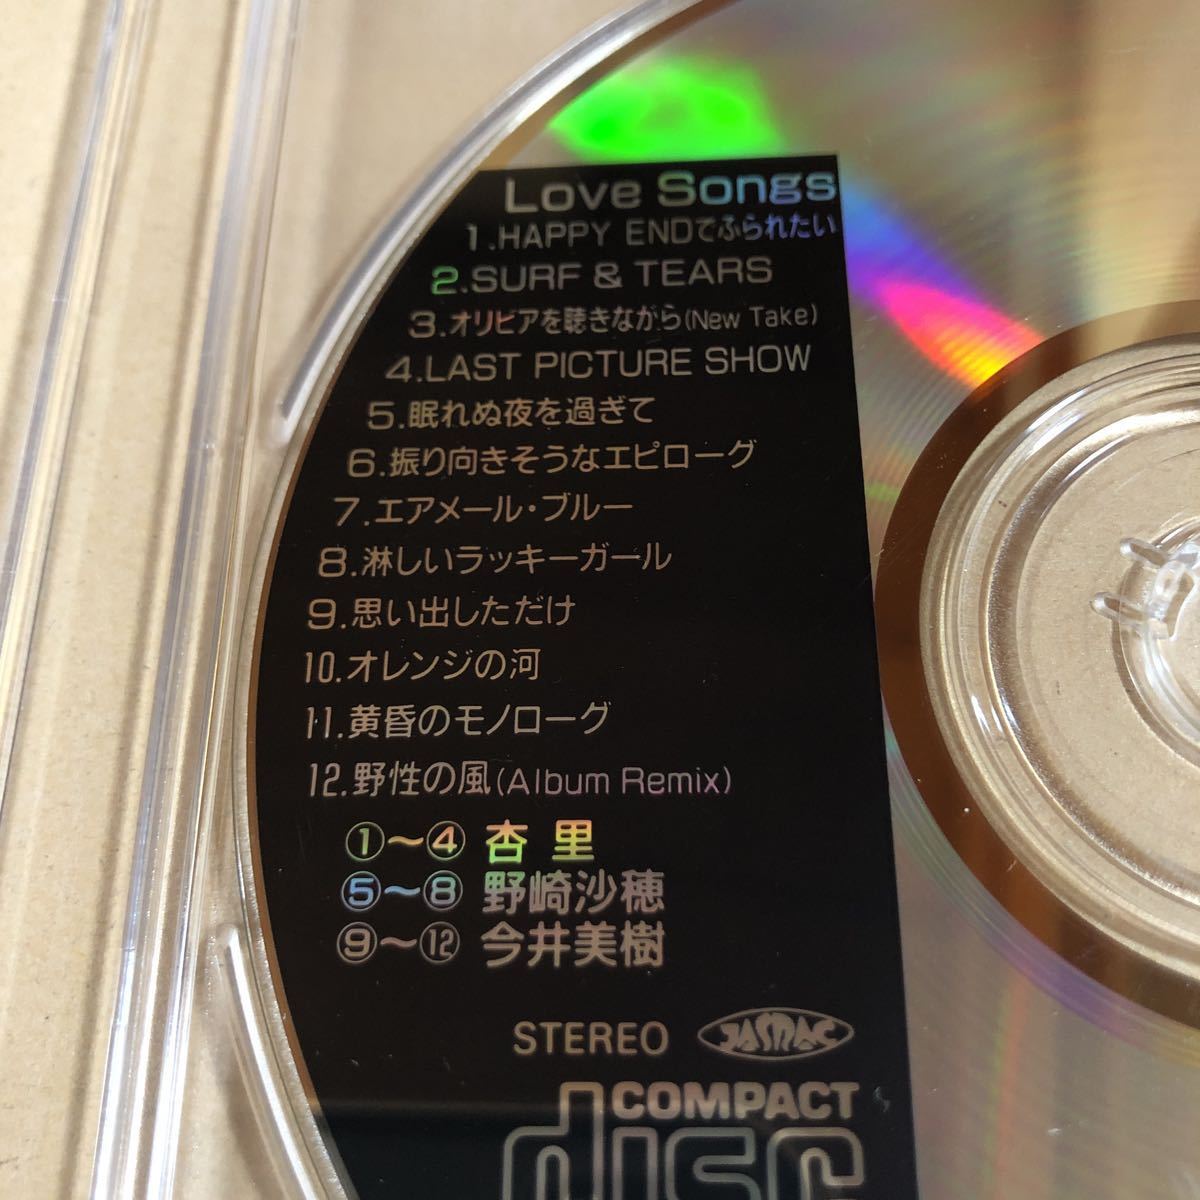 Love Songs
1.HAPPY ENDでふられたい
2.SURF & TEARS
3.オリビアを聴きながら(New Take)
4.LAST PICTURE SHOW
5.眠れぬ夜を過ぎて
6.振り向きそうなエピローグ
7.エアメール・ブルー
8.淋しいラッキーガール
9.思い出しただけ
10.オレンジの河
11.黄昏のモノローグ
12.野性の風(Album Remix)
①〜④ 杏 里
⑤〜⑧ 野崎沙穂
⑨〜⑫ 今井美樹
STEREO JASMAC
COMPACT
disc